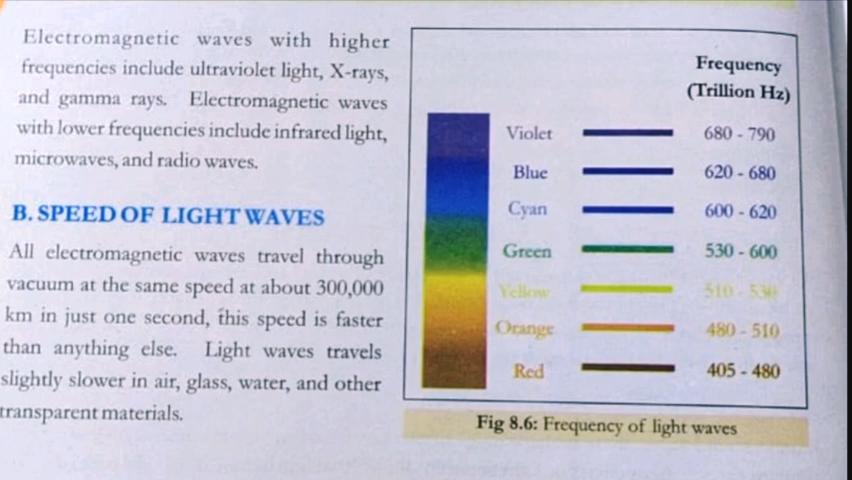 Electromagnetic waves with higher
frequencies include ultraviolet light, X-rays,
and gamma rays. Electromagnetic waves
with lower frequencies include infrared light,
microwaves, and radio waves.
B. SPEED OF LIGHT WAVES
All electromagnetic waves travel through
vacuum at the same speed at about 300,000
km in just one second, this speed is faster
than anything else. Light waves travels
slightly slower in air, glass, water, and other
transparent materials.
Frequency
(Trillion Hz)
Violet 680 - 790
Blue 620 - 680
Cyan 600 - 620
Green 530 - 600
Yellow 510 - 530
Orange 480 - 510
Red 405 - 480
Fig 8.6: Frequency of light waves